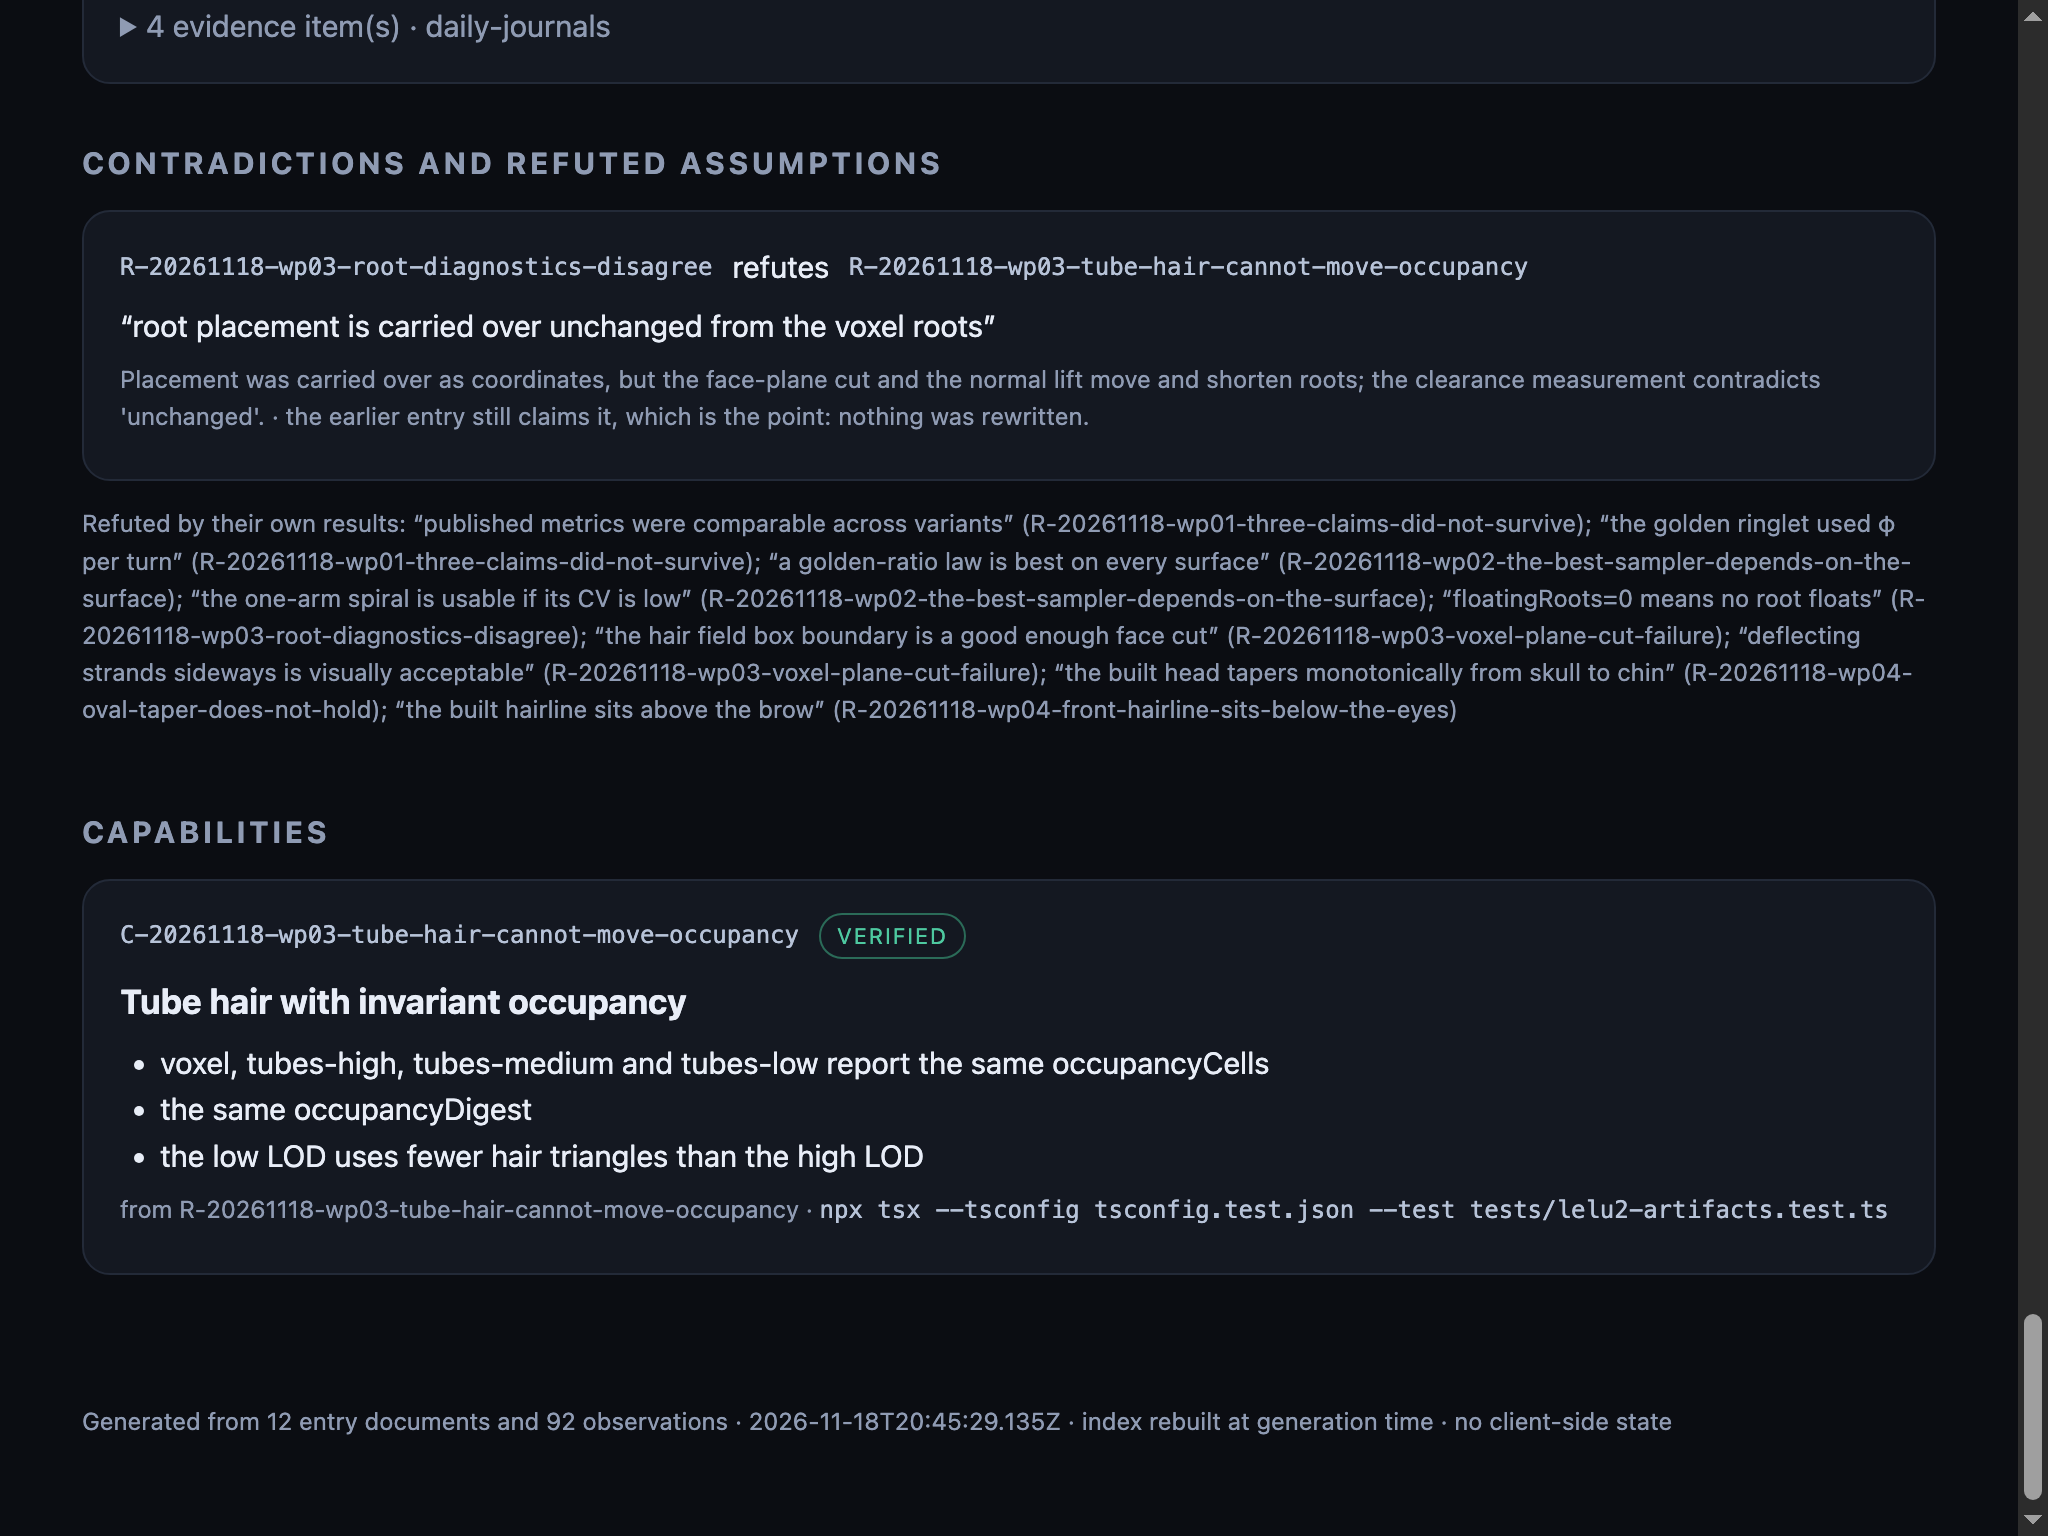 ▶ 4 evidence item(s) · daily-journals
CONTRADICTIONS AND REFUTED ASSUMPTIONS
R-20261118-wp03-root-diagnostics-disagree refutes R-20261118-wp03-tube-hair-cannot-move-occupancy
“root placement is carried over unchanged from the voxel roots”
Placement was carried over as coordinates, but the face-plane cut and the normal lift move and shorten roots; the clearance measurement contradicts
'unchanged'. · the earlier entry still claims it, which is the point: nothing was rewritten.
Refuted by their own results: “published metrics were comparable across variants” (R-20261118-wp01-three-claims-did-not-survive); “the golden ringlet used φ
per turn” (R-20261118-wp01-three-claims-did-not-survive); “a golden-ratio law is best on every surface” (R-20261118-wp02-the-best-sampler-depends-on-the-
surface); “the one-arm spiral is usable if its CV is low” (R-20261118-wp02-the-best-sampler-depends-on-the-surface); “floatingRoots=0 means no root floats” (R-
20261118-wp03-root-diagnostics-disagree); “the hair field box boundary is a good enough face cut” (R-20261118-wp03-voxel-plane-cut-failure); “deflecting
strands sideways is visually acceptable” (R-20261118-wp03-voxel-plane-cut-failure); “the built head tapers monotonically from skull to chin” (R-20261118-wp04-
oval-taper-does-not-hold); “the built hairline sits above the brow” (R-20261118-wp04-front-hairline-sits-below-the-eyes)
CAPABILITIES
C-20261118-wp03-tube-hair-cannot-move-occupancy VERIFIED
Tube hair with invariant occupancy
• voxel, tubes-high, tubes-medium and tubes-low report the same occupancyCells
• the same occupancyDigest
• the low LOD uses fewer hair triangles than the high LOD
from R-20261118-wp03-tube-hair-cannot-move-occupancy · npx tsx --tsconfig tsconfig.test.json --test tests/lelu2-artifacts.test.ts
Generated from 12 entry documents and 92 observations · 2026-11-18T20:45:29.135Z · index rebuilt at generation time · no client-side state